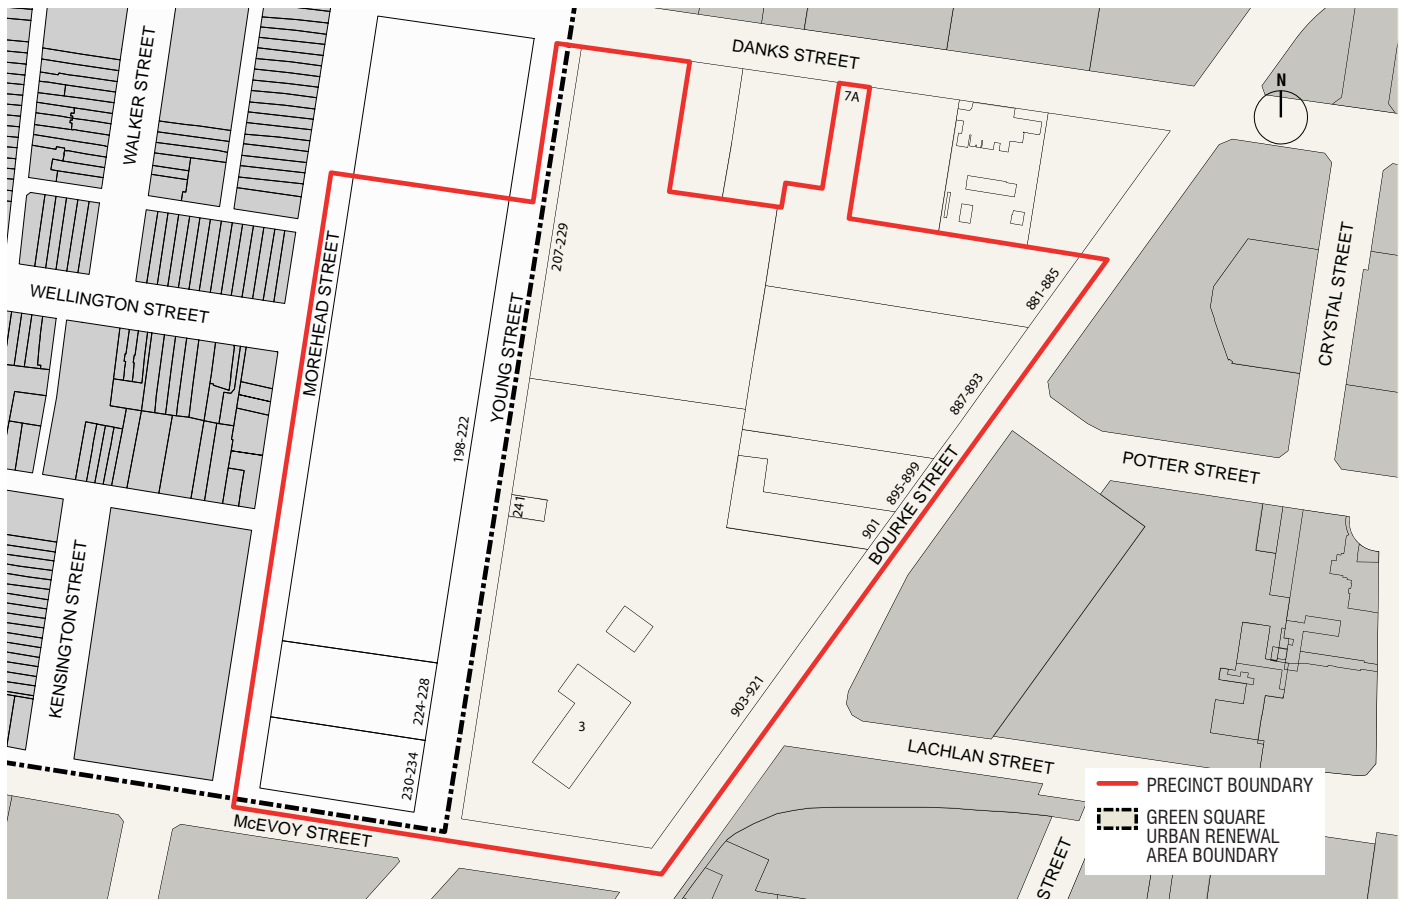 DANKS STREET
N
7A
WALKER STREET
207-229
CRYSTAL STREET
MOREHEAD STREET
881-885
WELLINGTON STREET
YOUNG STREET
887-893
198-222
POTTER STREET
895-899
BOURKE STREET
241
901
KENSINGTON STREET
224-228
903-921
3
230-234
LACHLAN STREET
McEVOY STREET
STREET
PRECINCT BOUNDARY
GREEN SQUARE
URBAN RENEWAL
AREA BOUNDARY